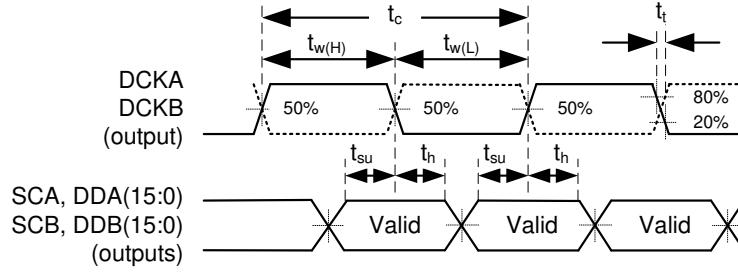 tc tt
tw(H) tw(L)
DCKA
DCKB
(output)
50% 50% 50% 80%
20%
tsu th tsu th
SCA, DDA(15:0)
SCB, DDB(15:0)
(outputs)
Valid Valid Valid